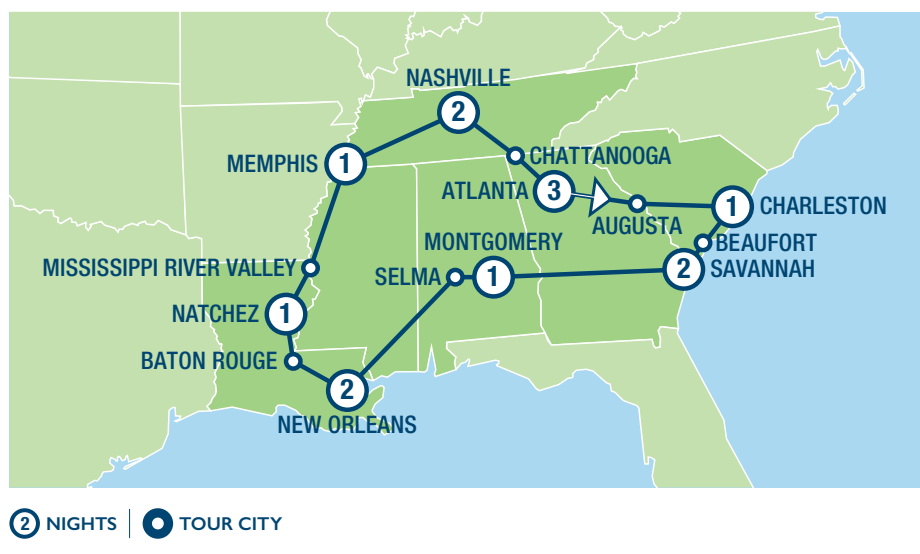 NASHVILLE
2
MEMPHIS 1
CHATTANOOGA
ATLANTA 3
1 CHARLESTON
AUGUSTA
MONTGOMERY
BEAUFORT
MISSISSIPPI RIVER VALLEY
SELMA 1
2 SAVANNAH
NATCHEZ 1
BATON ROUGE
2
NEW ORLEANS
2 NIGHTS
TOUR CITY